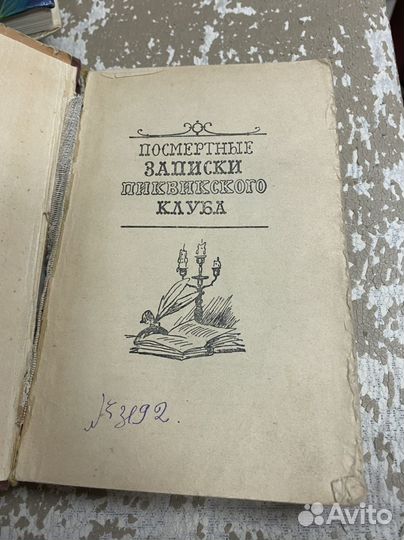 ПОСМЕРТНЫЕ
ЗАПИСКИ
ПИКВИКСКОГО
КЛУБА
№ 3192.
Avito